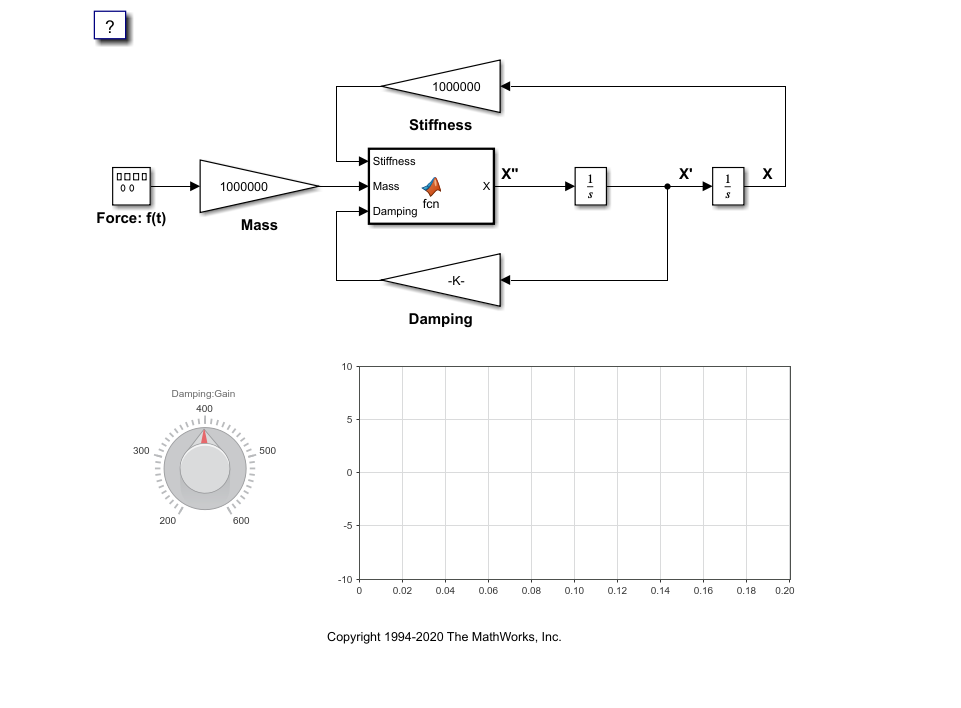 ?
1000000
Stiffness
Stiffness
Mass
Damping
fcn
X
X"
1
s
X'
1
s
X
1000000
Force: f(t)
Mass
-K-
Damping
Damping:Gain
400
300
500
200
600
10
5
0
-5
-10
0 0.02 0.04 0.06 0.08 0.10 0.12 0.14 0.16 0.18 0.20
Copyright 1994-2020 The MathWorks, Inc.